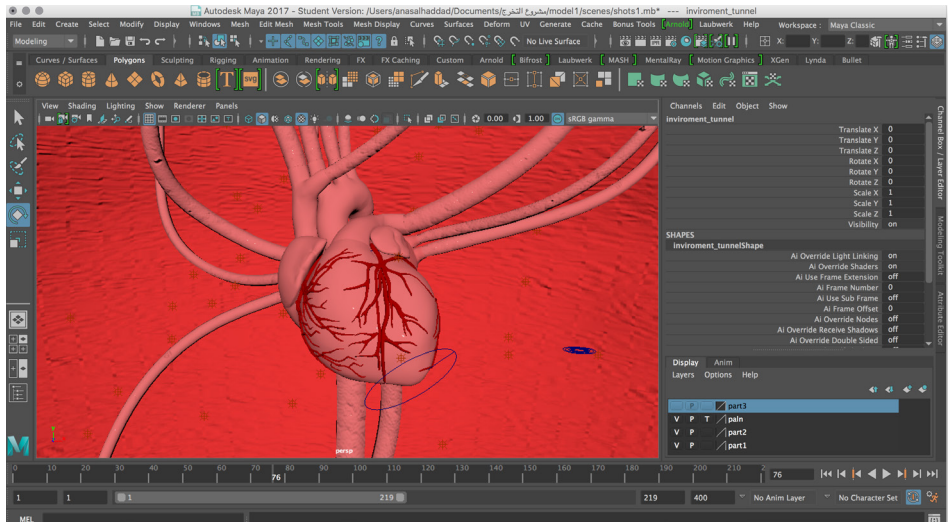 Autodesk Maya 2017 - Student Version: /Users/anasalhaddad/Documents/مشروع التخرج/model1/scenes/shots1.mb* --- inviroment_tunnel
File Edit Create Select Modify Display Windows Mesh Edit Mesh Mesh Tools Mesh Display Curves Surfaces Deform UV Generate Cache Bonus Tools [Arnold] Laubwerk Help Workspace : Maya Classic
Modeling No Live Surface X: Y: Z:
Curves / Surfaces Polygons Sculpting Rigging Animation Rendering FX FX Caching Custom Arnold [ Bifrost ] Laubwerk [ MASH ] MentalRay [ Motion Graphics ] XGen Lynda Bullet
T svg
View Shading Lighting Show Renderer Panels
0.00 1.00 sRGB gamma
persp
Channels Edit Object Show
inviroment_tunnel
Translate X 0
Translate Y 0
Translate Z 0
Rotate X 0
Rotate Y 0
Rotate Z 0
Scale X 1
Scale Y 1
Scale Z 1
Visibility on
SHAPES
inviroment_tunnelShape
Ai Override Light Linking on
Ai Override Shaders on
Ai Use Frame Extension off
Ai Frame Number 0
Ai Use Sub Frame off
Ai Frame Offset 0
Ai Override Nodes off
Ai Override Receive Shadows off
Ai Override Double Sided off
Channel Box / Layer Editor
Modeling Toolkit
Attribute Editor
Display Anim
Layers Options Help
P part3
V P T paln
V P part2
V P part1
0 10 20 30 40 50 60 70 76 80 90 100 110 120 130 140 150 160 170 180 190 200 210 2 76
1 1 1 219 219 400 No Anim Layer No Character Set
MEL